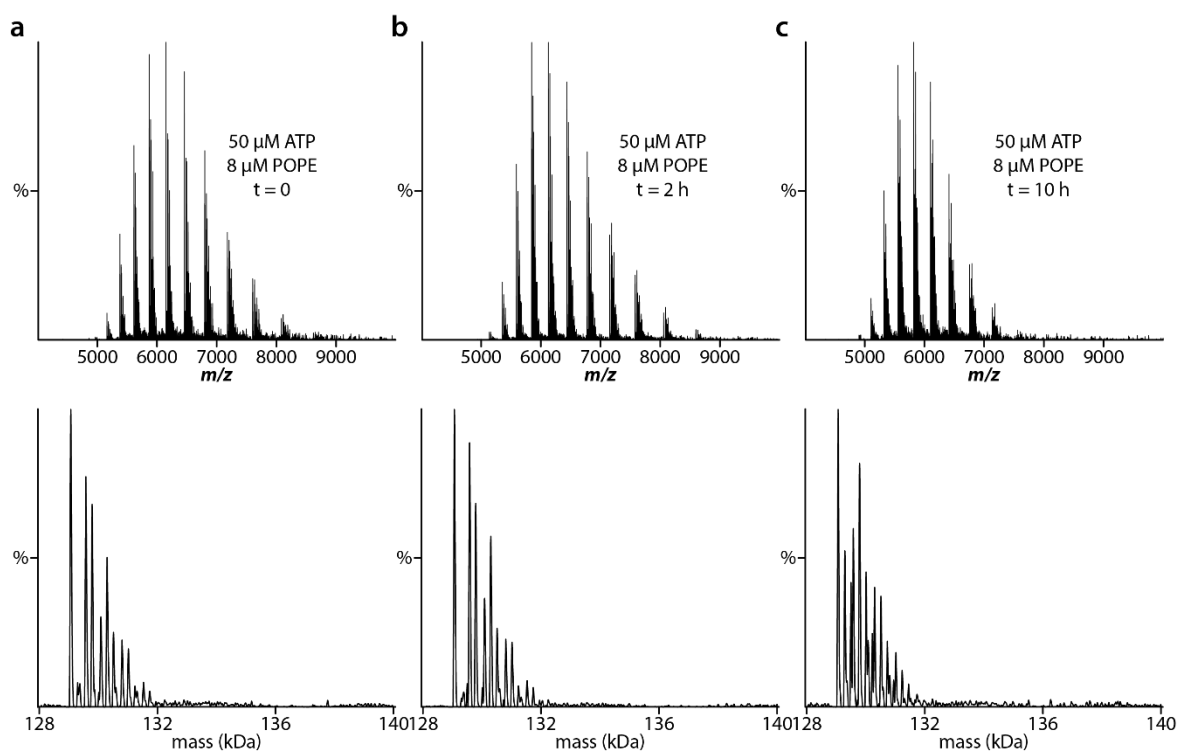 a
b
c
50 µM ATP
8 µM POPE
t = 0
50 µM ATP
8 µM POPE
t = 2 h
50 µM ATP
8 µM POPE
t = 10 h
%
%
%
5000 6000 7000 8000 9000
5000 6000 7000 8000 9000
5000 6000 7000 8000 9000
m/z
m/z
m/z
%
%
%
128 132 136 140
128 132 136 140
128 132 136 140
mass (kDa)
mass (kDa)
mass (kDa)